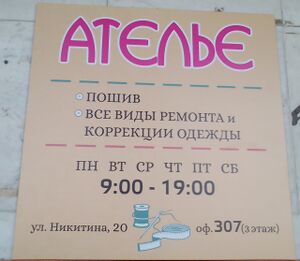 АТЕЛЬЕ
ПОШИВ
ВСЕ ВИДЫ РЕМОНТА и
КОРРЕКЦИИ ОДЕЖДЫ
ПН ВТ СР ЧТ ПТ СБ
9:00 - 19:00
ул. Никитина, 20 оф. 307 (3 этаж)